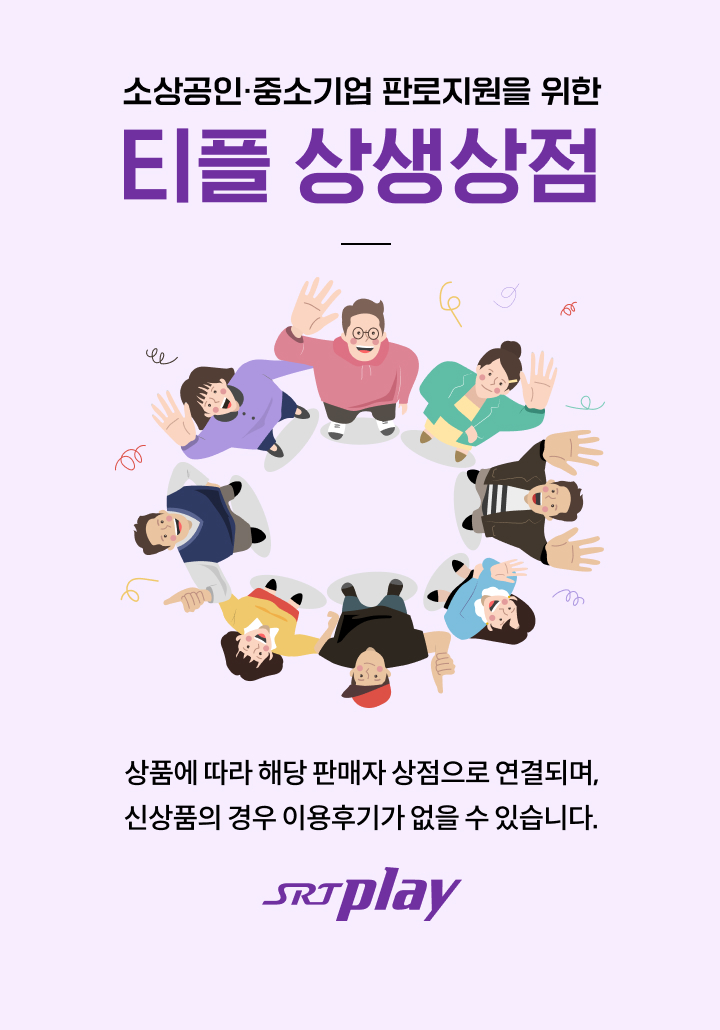 소상공인·중소기업 판로지원을 위한
티플 상생상점
상품에 따라 해당 판매자 상점으로 연결되며,
신상품의 경우 이용후기가 없을 수 있습니다.
SRT play